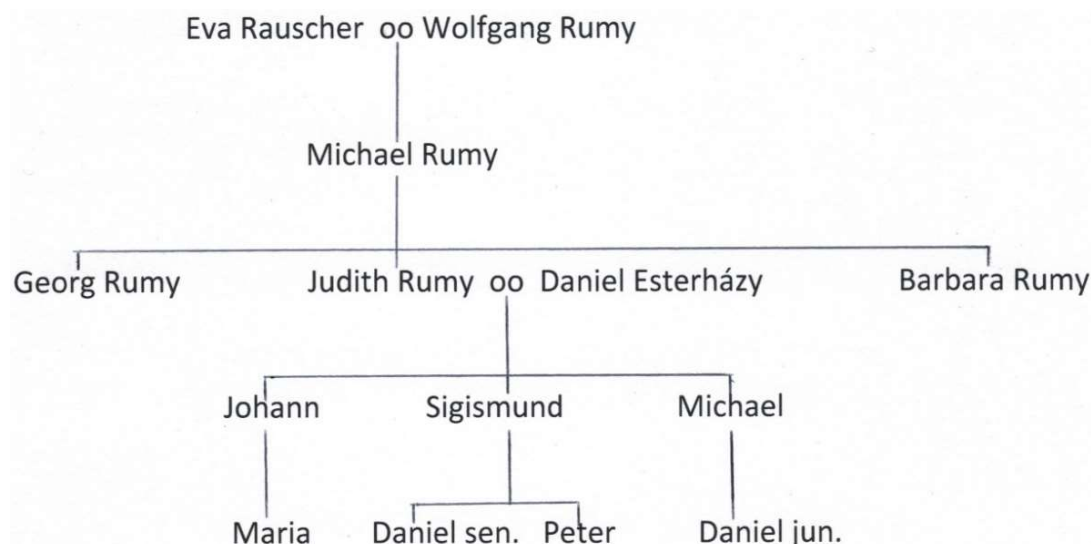 Eva Rauscher oo Wolfgang Rumy
Michael Rumy
Georg Rumy Judith Rumy oo Daniel Esterházy Barbara Rumy
Johann Sigismund Michael
Maria Daniel sen. Peter Daniel jun.